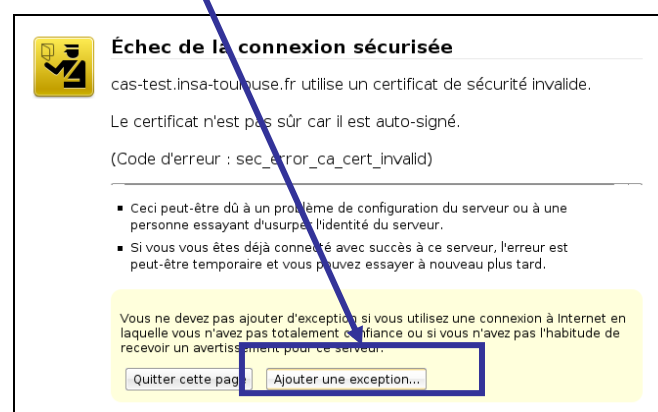 Échec de la connexion sécurisée
cas-test.insa-toulouse.fr utilise un certificat de sécurité invalide.
Le certificat n'est pas sûr car il est auto-signé.
(Code d'erreur : sec_error_ca_cert_invalid)
Ceci peut-être dû à un problème de configuration du serveur ou à une
personne essayant d'usurper l'identité du serveur.
Si vous vous êtes déjà connecté avec succès à ce serveur, l'erreur est
peut-être temporaire et vous pouvez essayer à nouveau plus tard.
Vous ne devez pas ajouter d'exception si vous utilisez une connexion à Internet en
laquelle vous n'avez pas totalement confiance ou si vous n'avez pas l'habitude de
recevoir un avertissement pour ce serveur.
Quitter cette page
Ajouter une exception...